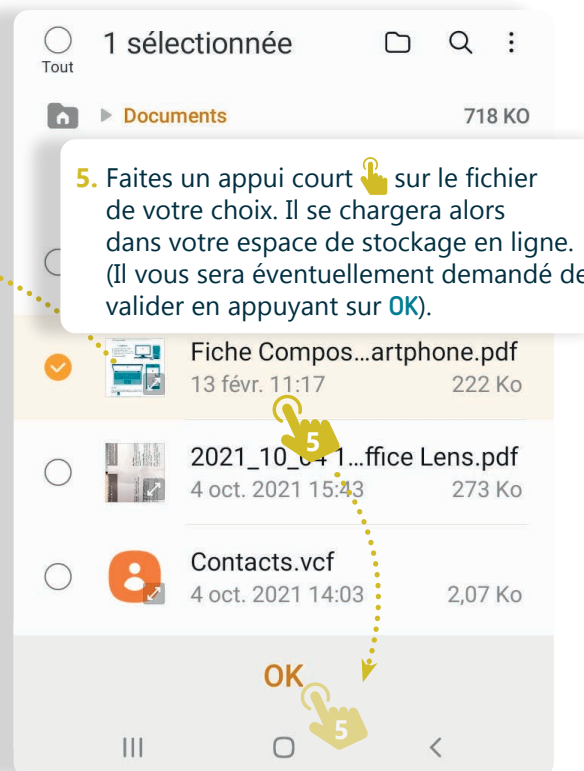 1 sélectionnée
Tout
Documents 718 KO
5. Faites un appui court sur le fichier
de votre choix. Il se chargera alors
dans votre espace de stockage en ligne.
(Il vous sera éventuellement demandé de
valider en appuyant sur OK).
Fiche Compos...artphone.pdf
13 févr. 11:17 222 Ko
5
2021_10_04 1...ffice Lens.pdf
4 oct. 2021 15:43 273 Ko
Contacts.vcf
4 oct. 2021 14:03 2,07 Ko
OK
5